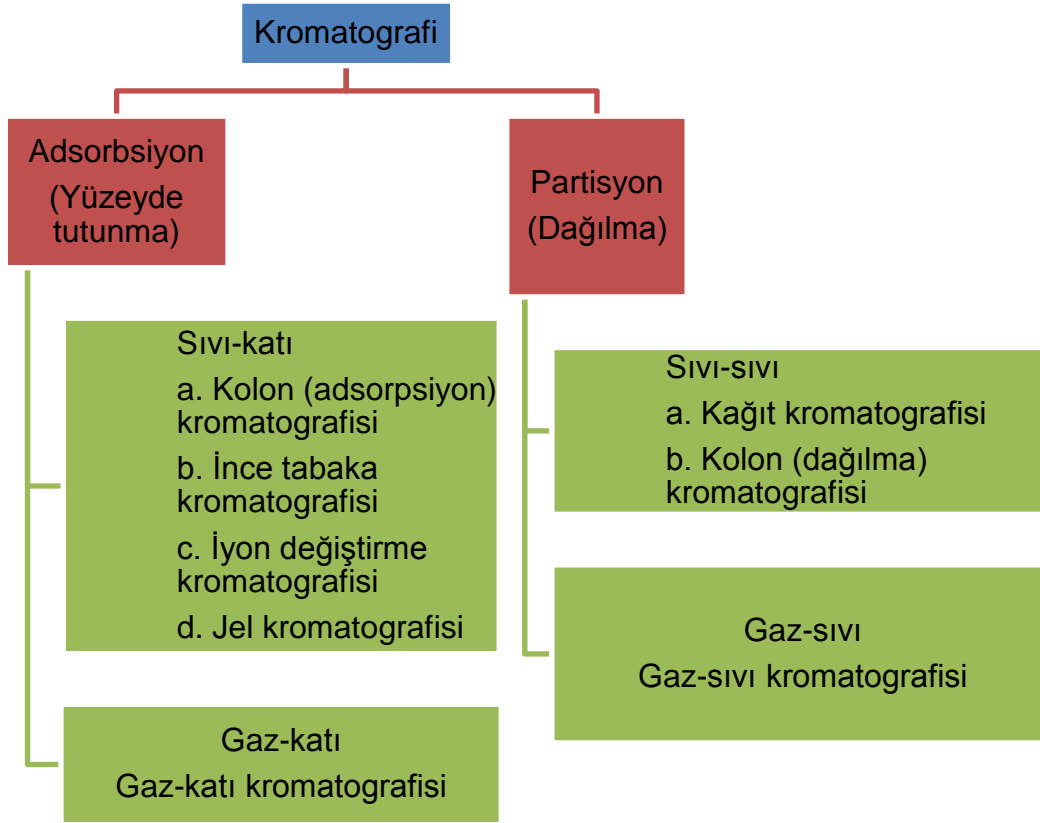 Kromatografi
Adsorbsiyon
(Yüzeyde
tutunma)
Sıvı-katı
a. Kolon (adsorpsiyon)
kromatografisi
b. İnce tabaka
kromatografisi
c. İyon değiştirme
kromatografisi
d. Jel kromatografisi
Gaz-katı
Gaz-katı kromatografisi
Partisyon
(Dağılma)
Sıvı-sıvı
a. Kağıt kromatografisi
b. Kolon (dağılma)
kromatografisi
Gaz-sıvı
Gaz-sıvı kromatografisi